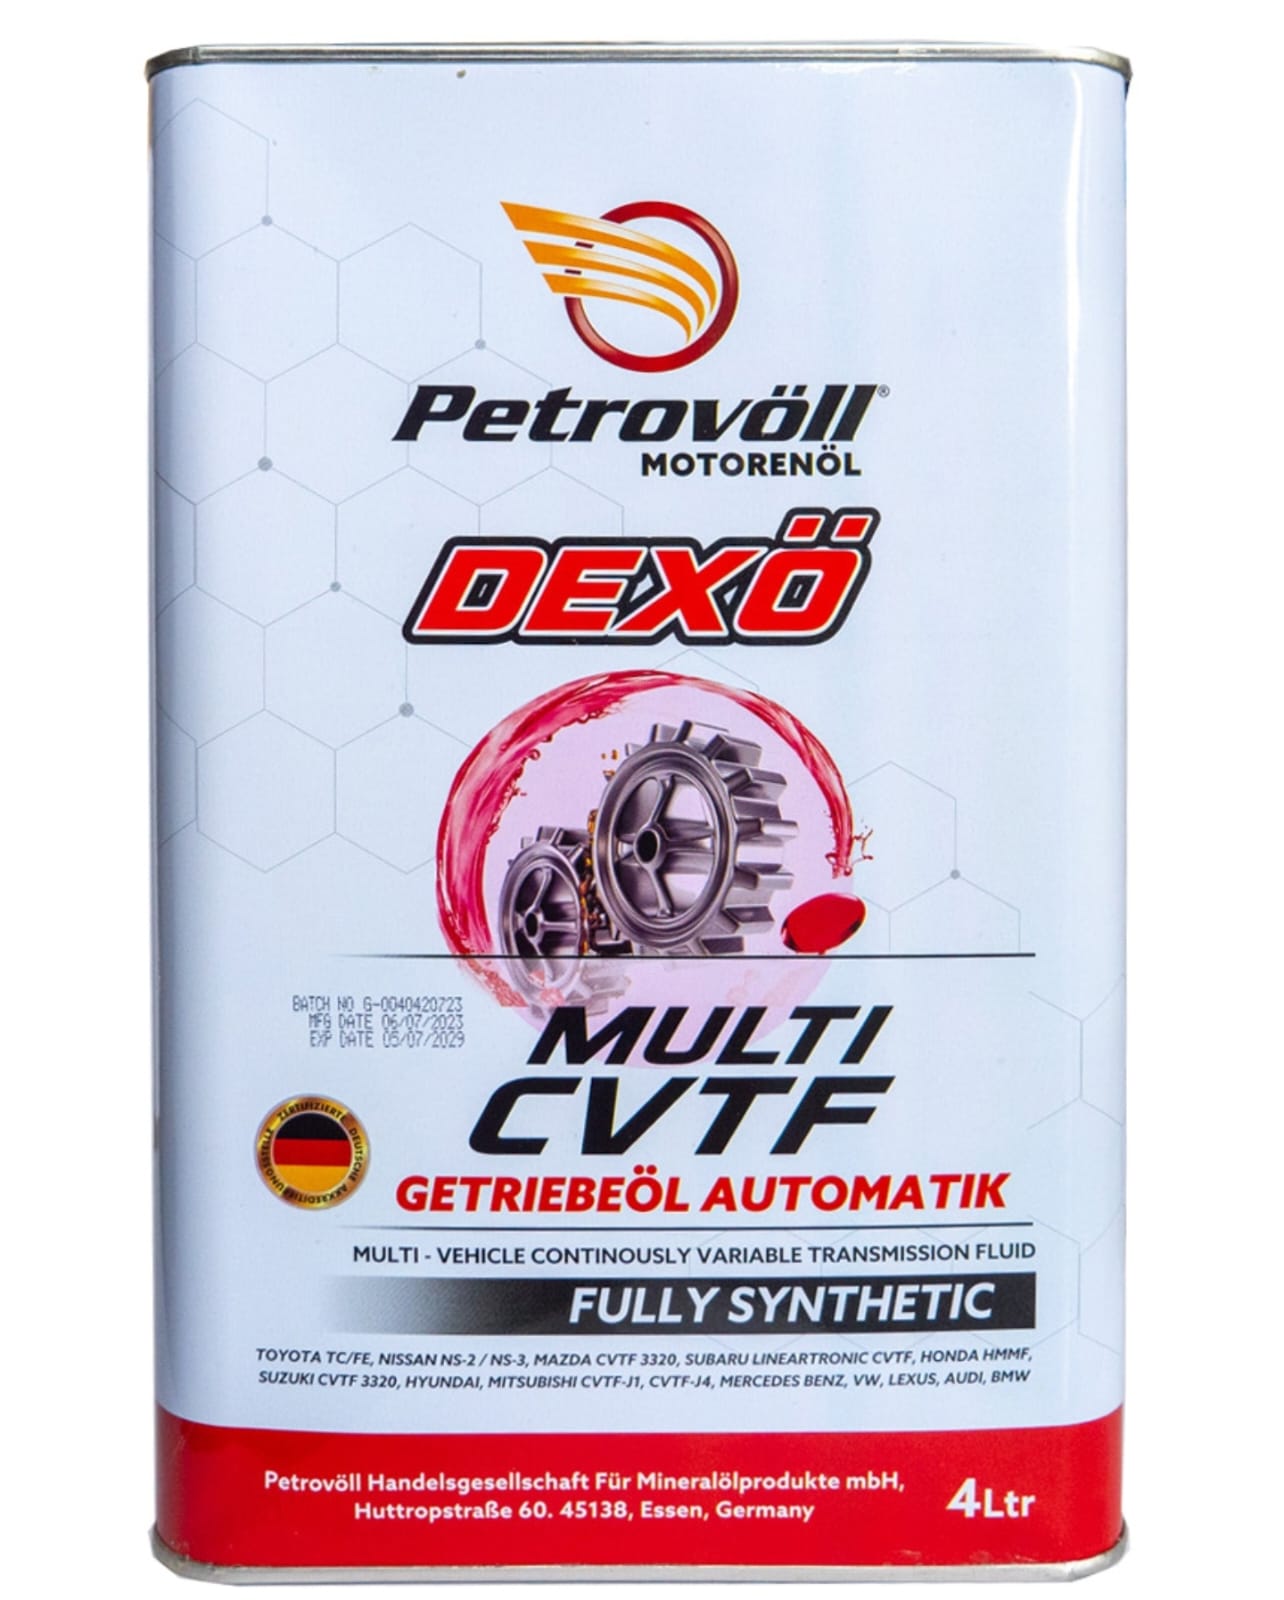 Petrovöll®
MOTORENÖL
DEXÖ
BATCH NO G-0040420723
MFG DATE 06/07/2023
EXP DATE 05/07/2029
MULTI
CVTF
ZERTIFIZIERTE DEUTSCHE AKKREDITIERUNGSSTELLE
GETRIEBEÖL AUTOMATIK
MULTI - VEHICLE CONTINOUSLY VARIABLE TRANSMISSION FLUID
FULLY SYNTHETIC
TOYOTA TC/FE, NISSAN NS-2 / NS-3, MAZDA CVTF 3320, SUBARU LINEARTRONIC CVTF, HONDA HMMF,
SUZUKI CVTF 3320, HYUNDAI, MITSUBISHI CVTF-J1, CVTF-J4, MERCEDES BENZ, VW, LEXUS, AUDI, BMW
Petrovöll Handelsgesellschaft Für Mineralölprodukte mbH,
Huttropstraße 60. 45138, Essen, Germany
4Ltr